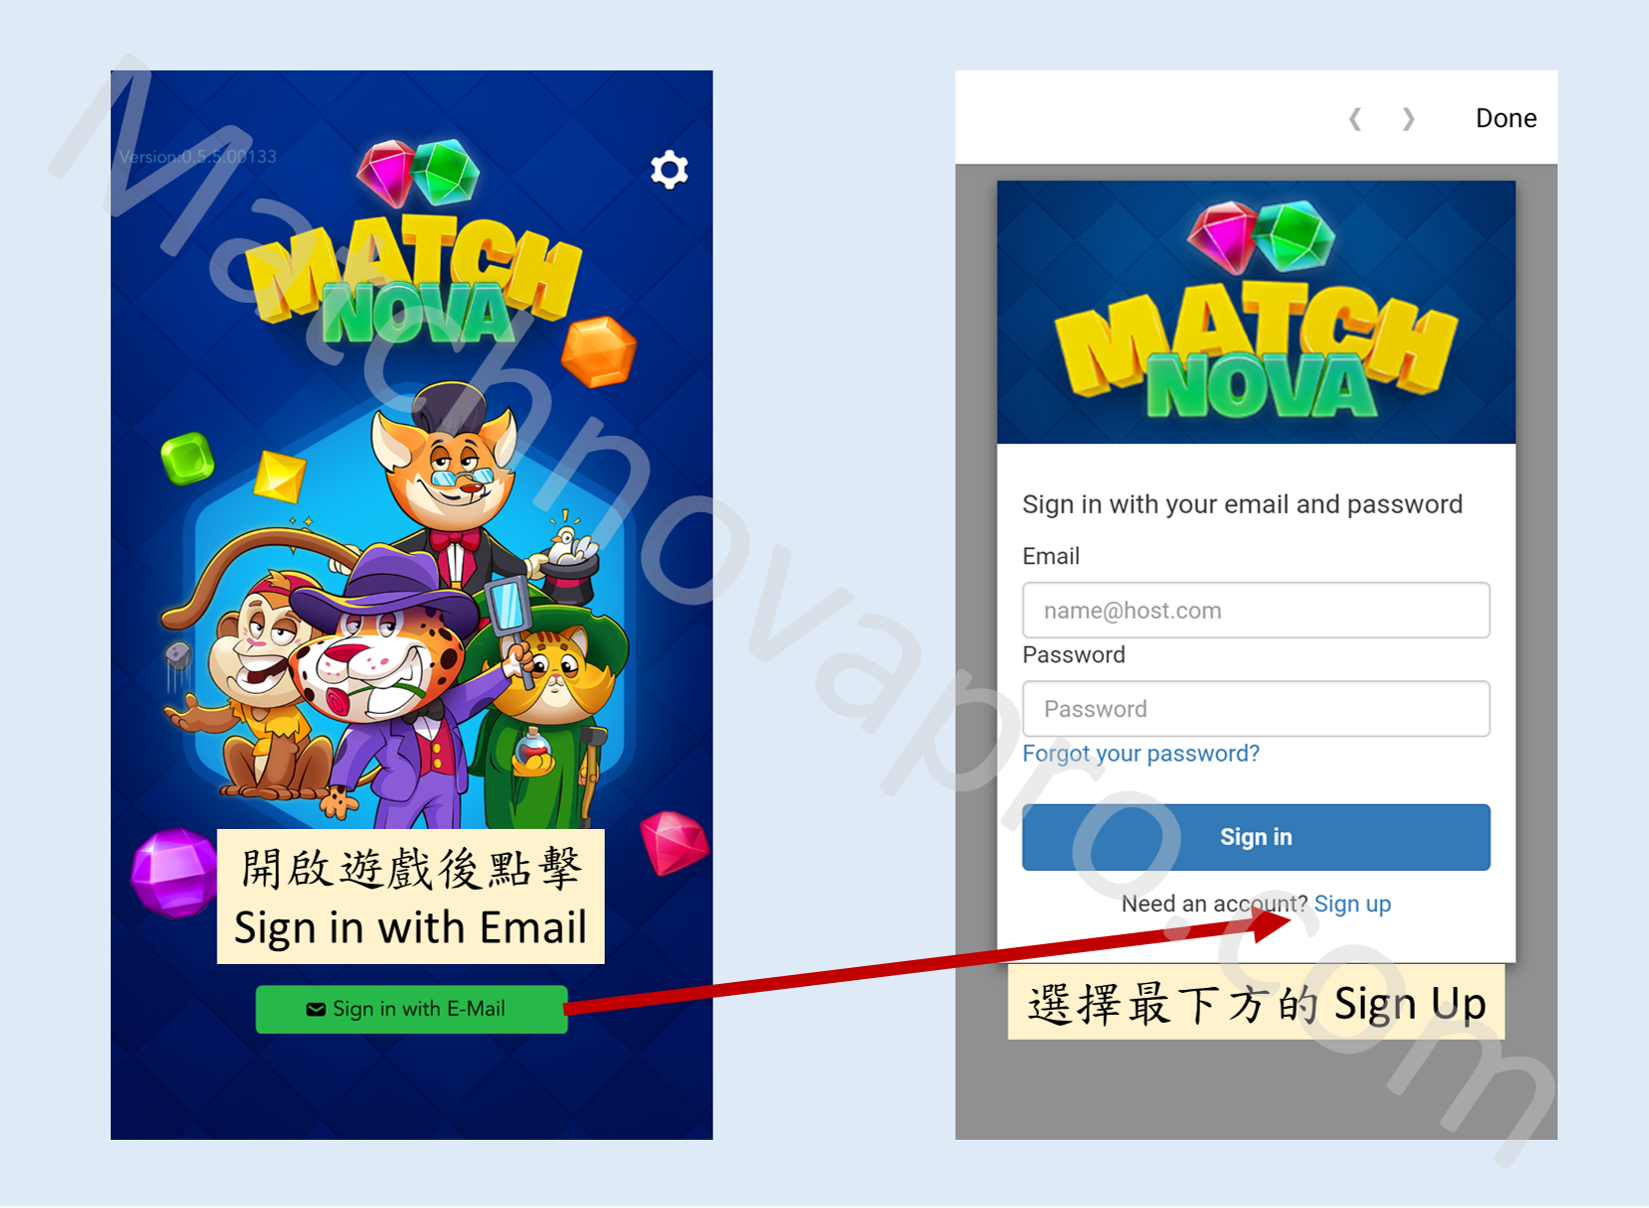 Version:0.5.5.00133
MATCH
NOVA
開啟遊戲後點擊
Sign in with Email
Sign in with E-Mail
Done
MATCH
NOVA
Sign in with your email and password
Email
name@host.com
Password
Password
Forgot your password?
Sign in
Need an account? Sign up
選擇最下方的 Sign Up
Matchnovapro.com